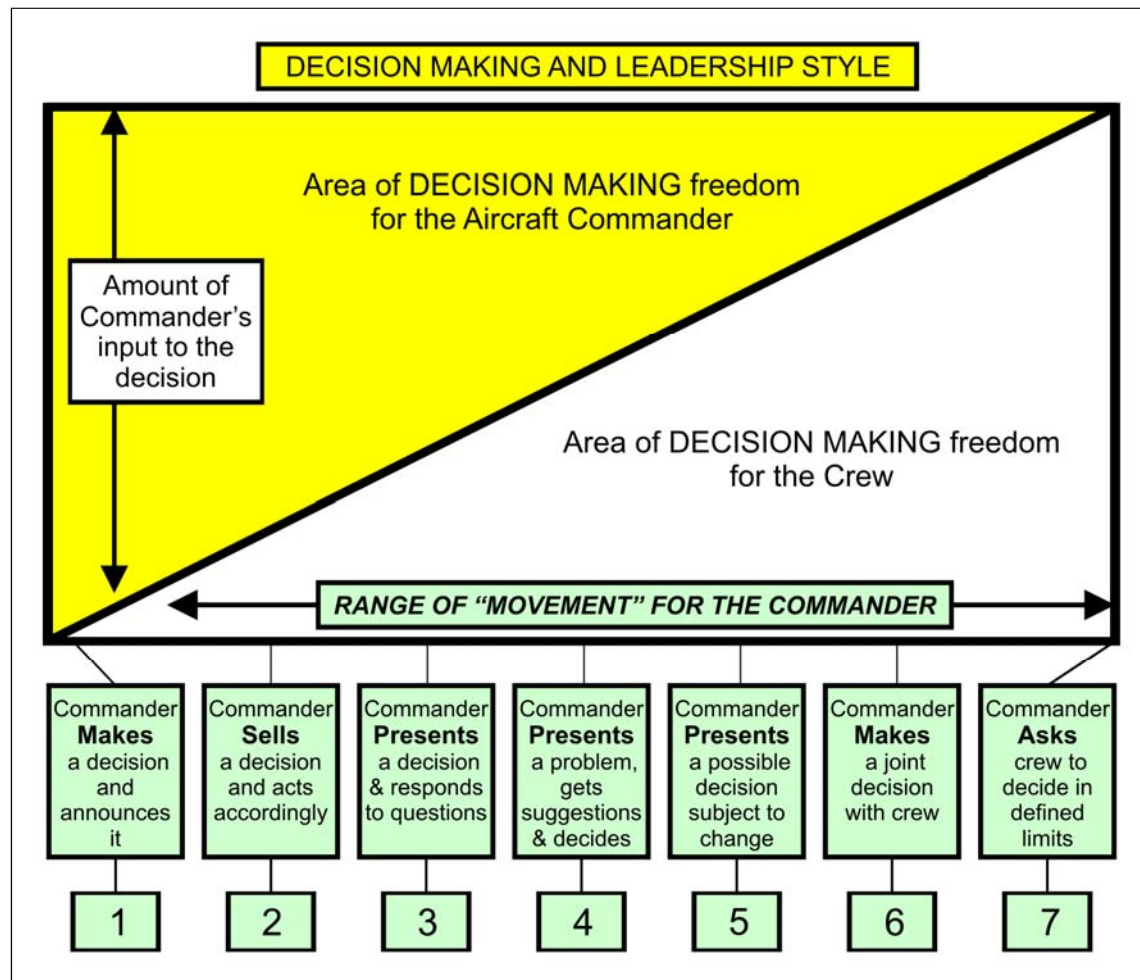 DECISION MAKING AND LEADERSHIP STYLE
Area of DECISION MAKING freedom
for the Aircraft Commander
Amount of
Commander’s
input to the
decision
Area of DECISION MAKING freedom
for the Crew
RANGE OF “MOVEMENT” FOR THE COMMANDER
Commander
Makes
a decision
and
announces
it
Commander
Sells
a decision
and acts
accordingly
Commander
Presents
a decision
& responds
to questions
Commander
Presents
a problem,
gets
suggestions
& decides
Commander
Presents
a possible
decision
subject to
change
Commander
Makes
a joint
decision
with crew
Commander
Asks
crew to
decide in
defined
limits
1
2
3
4
5
6
7